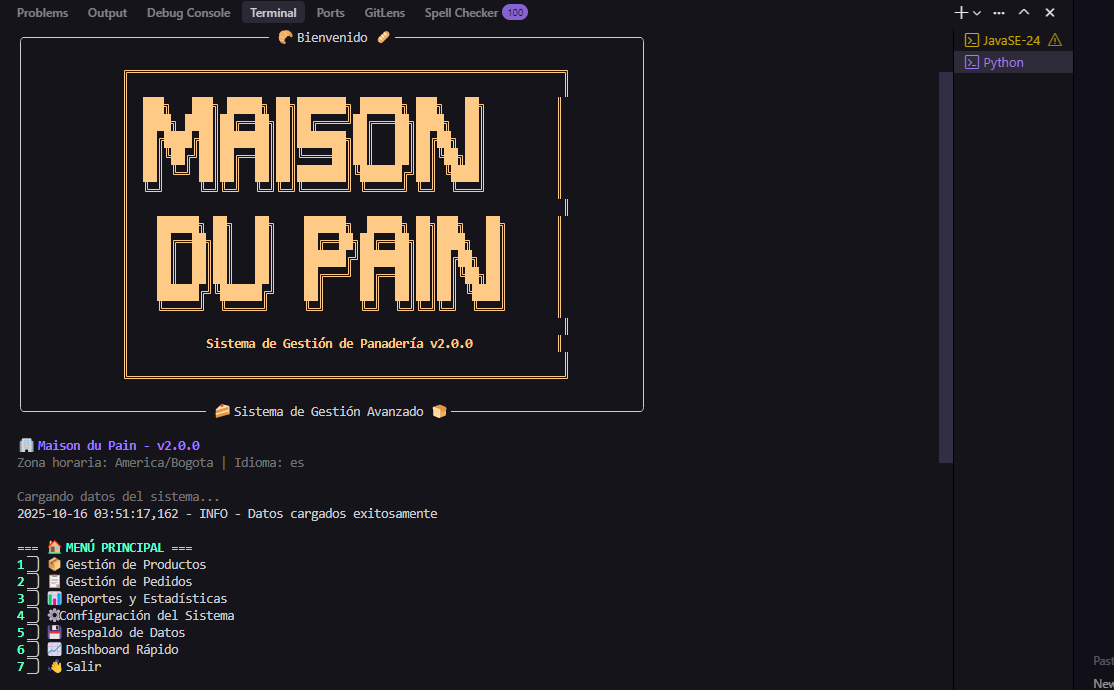 Problems Output Debug Console Terminal Ports GitLens Spell Checker 100
JavaSE-24
Python
🥐 Bienvenido 🥖
MAISON
DU PAIN
Sistema de Gestión de Panadería v2.0.0
🍰 Sistema de Gestión Avanzado 🍞
🏢 Maison du Pain - v2.0.0
Zona horaria: America/Bogota | Idioma: es
Cargando datos del sistema...
2025-10-16 03:51:17,162 - INFO - Datos cargados exitosamente
=== 🏠 MENÚ PRINCIPAL ===
1 📦 Gestión de Productos
2 📋 Gestión de Pedidos
3 📊 Reportes y Estadísticas
4 ⚙Configuración del Sistema
5 💾 Respaldo de Datos
6 📈 Dashboard Rápido
7 👋 Salir